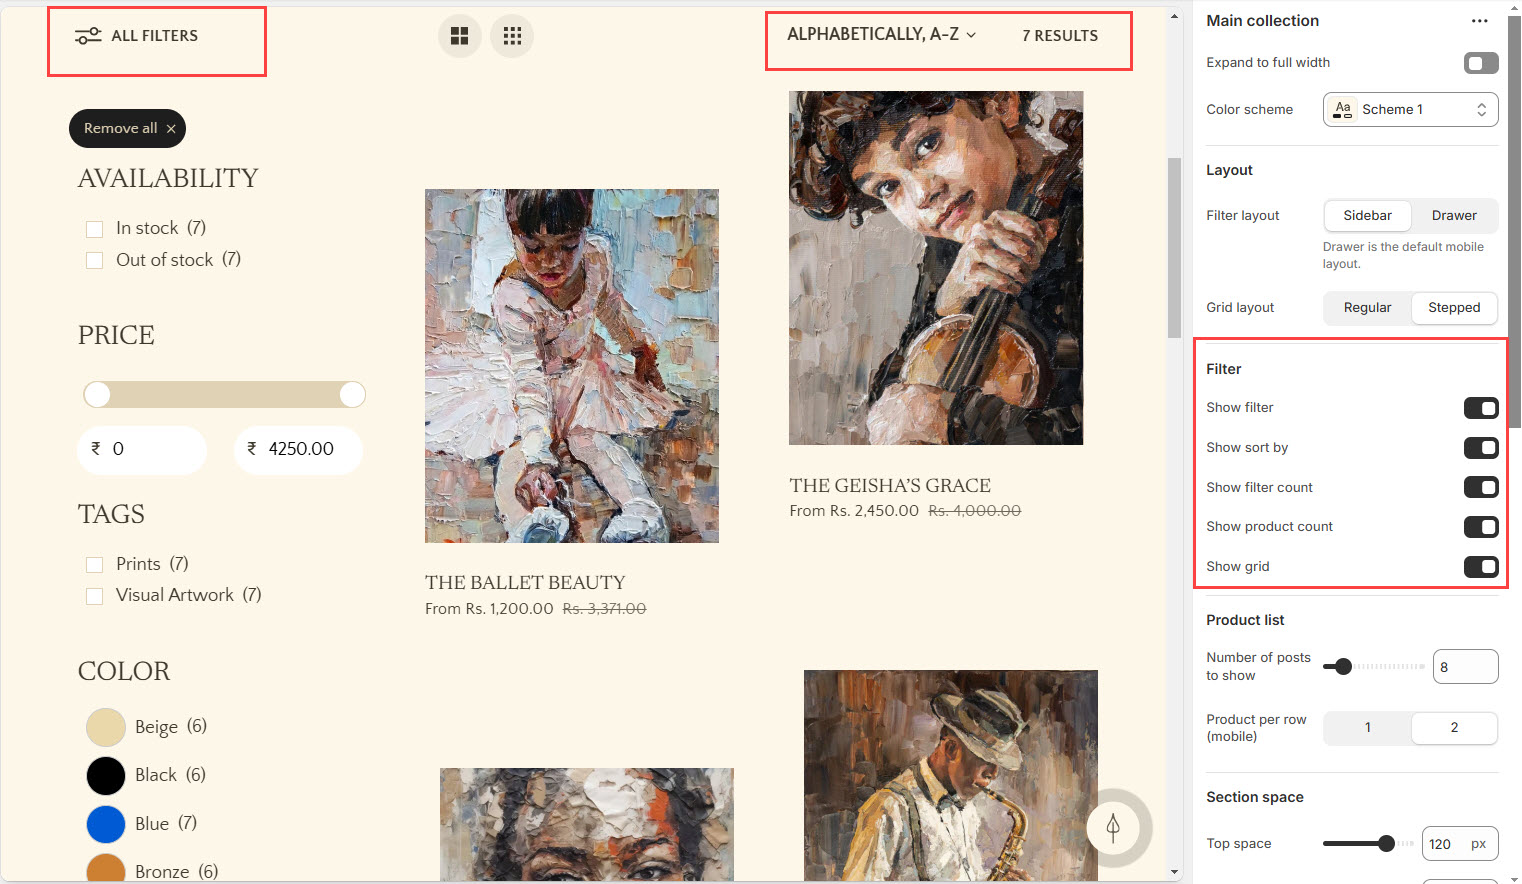 ALL FILTERS
ALPHABETICALLY, A-Z
7 RESULTS
Remove all ×
AVAILABILITY
In stock (7)
Out of stock (7)
PRICE
₹ 0
₹ 4250.00
TAGS
Prints (7)
Visual Artwork (7)
COLOR
Beige (6)
Black (6)
Blue (7)
Bronze (6)
THE BALLET BEAUTY
From Rs. 1,200.00 Rs. 3,371.00
THE GEISHA’S GRACE
From Rs. 2,450.00 Rs. 4,000.00
Main collection
Expand to full width
Color scheme
Aa Scheme 1
Layout
Filter layout
Sidebar
Drawer
Drawer is the default mobile
layout.
Grid layout
Regular
Stepped
Filter
Show filter
Show sort by
Show filter count
Show product count
Show grid
Product list
Number of posts
to show
8
Product per row
(mobile)
1
2
Section space
Top space
120 px